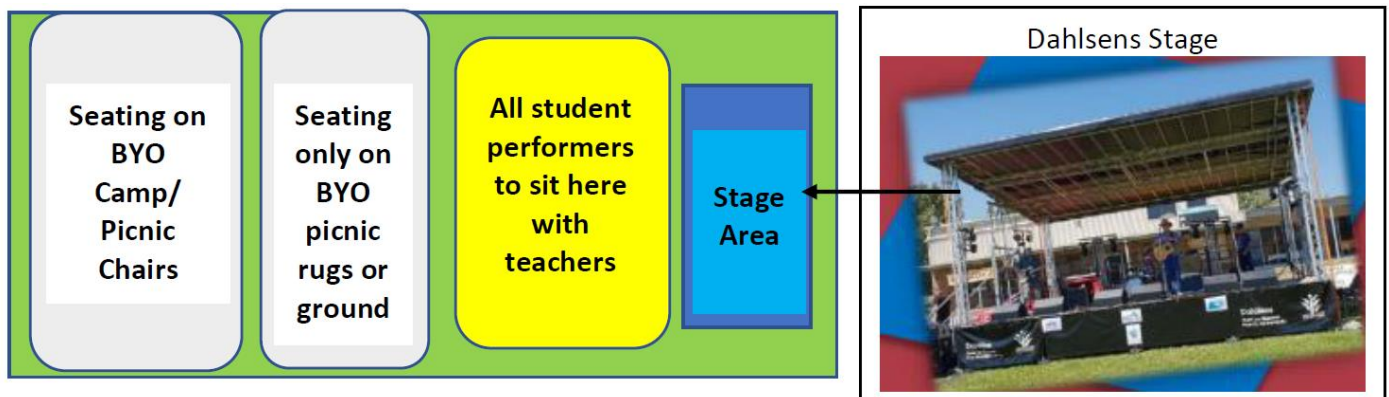 Seating on
BYO
Camp/
Picnic
Chairs
Seating
only on
BYO
picnic
rugs or
ground
All student
performers
to sit here
with
teachers
Stage
Area
Dahlsens Stage
Dahlsens